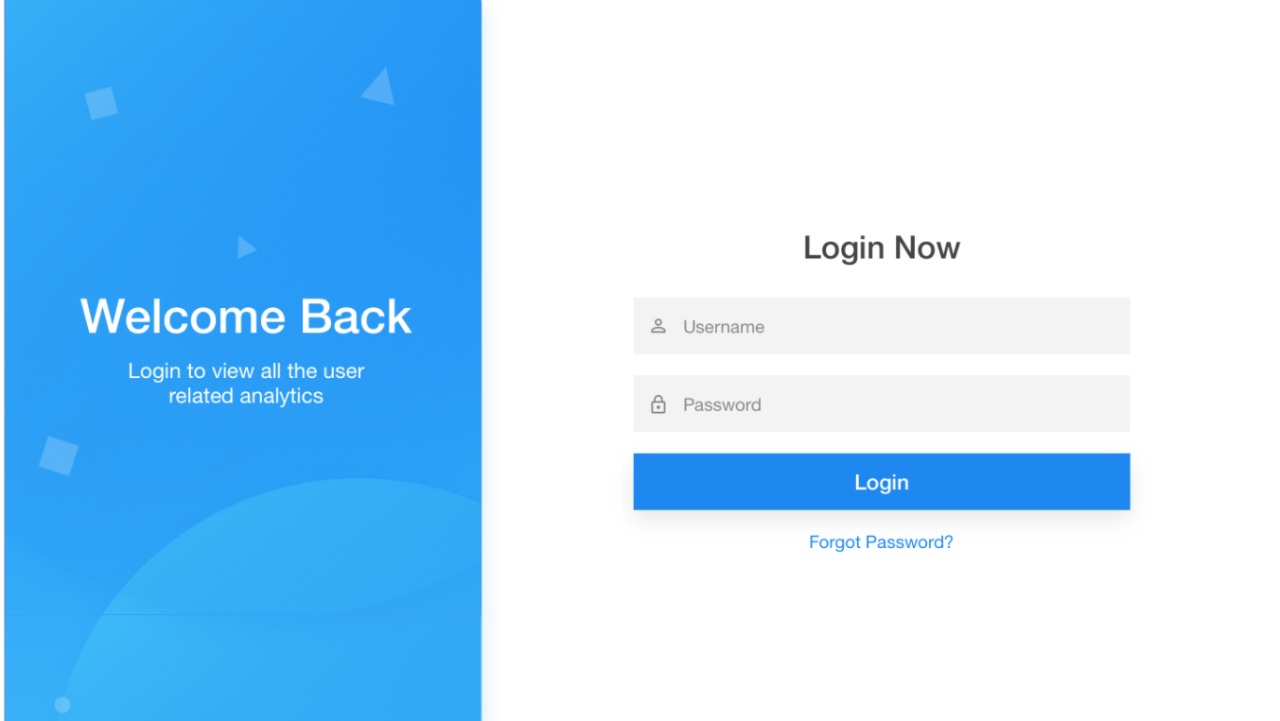 Welcome Back
Login to view all the user
related analytics
Login Now
Username
Password
Login
Forgot Password?